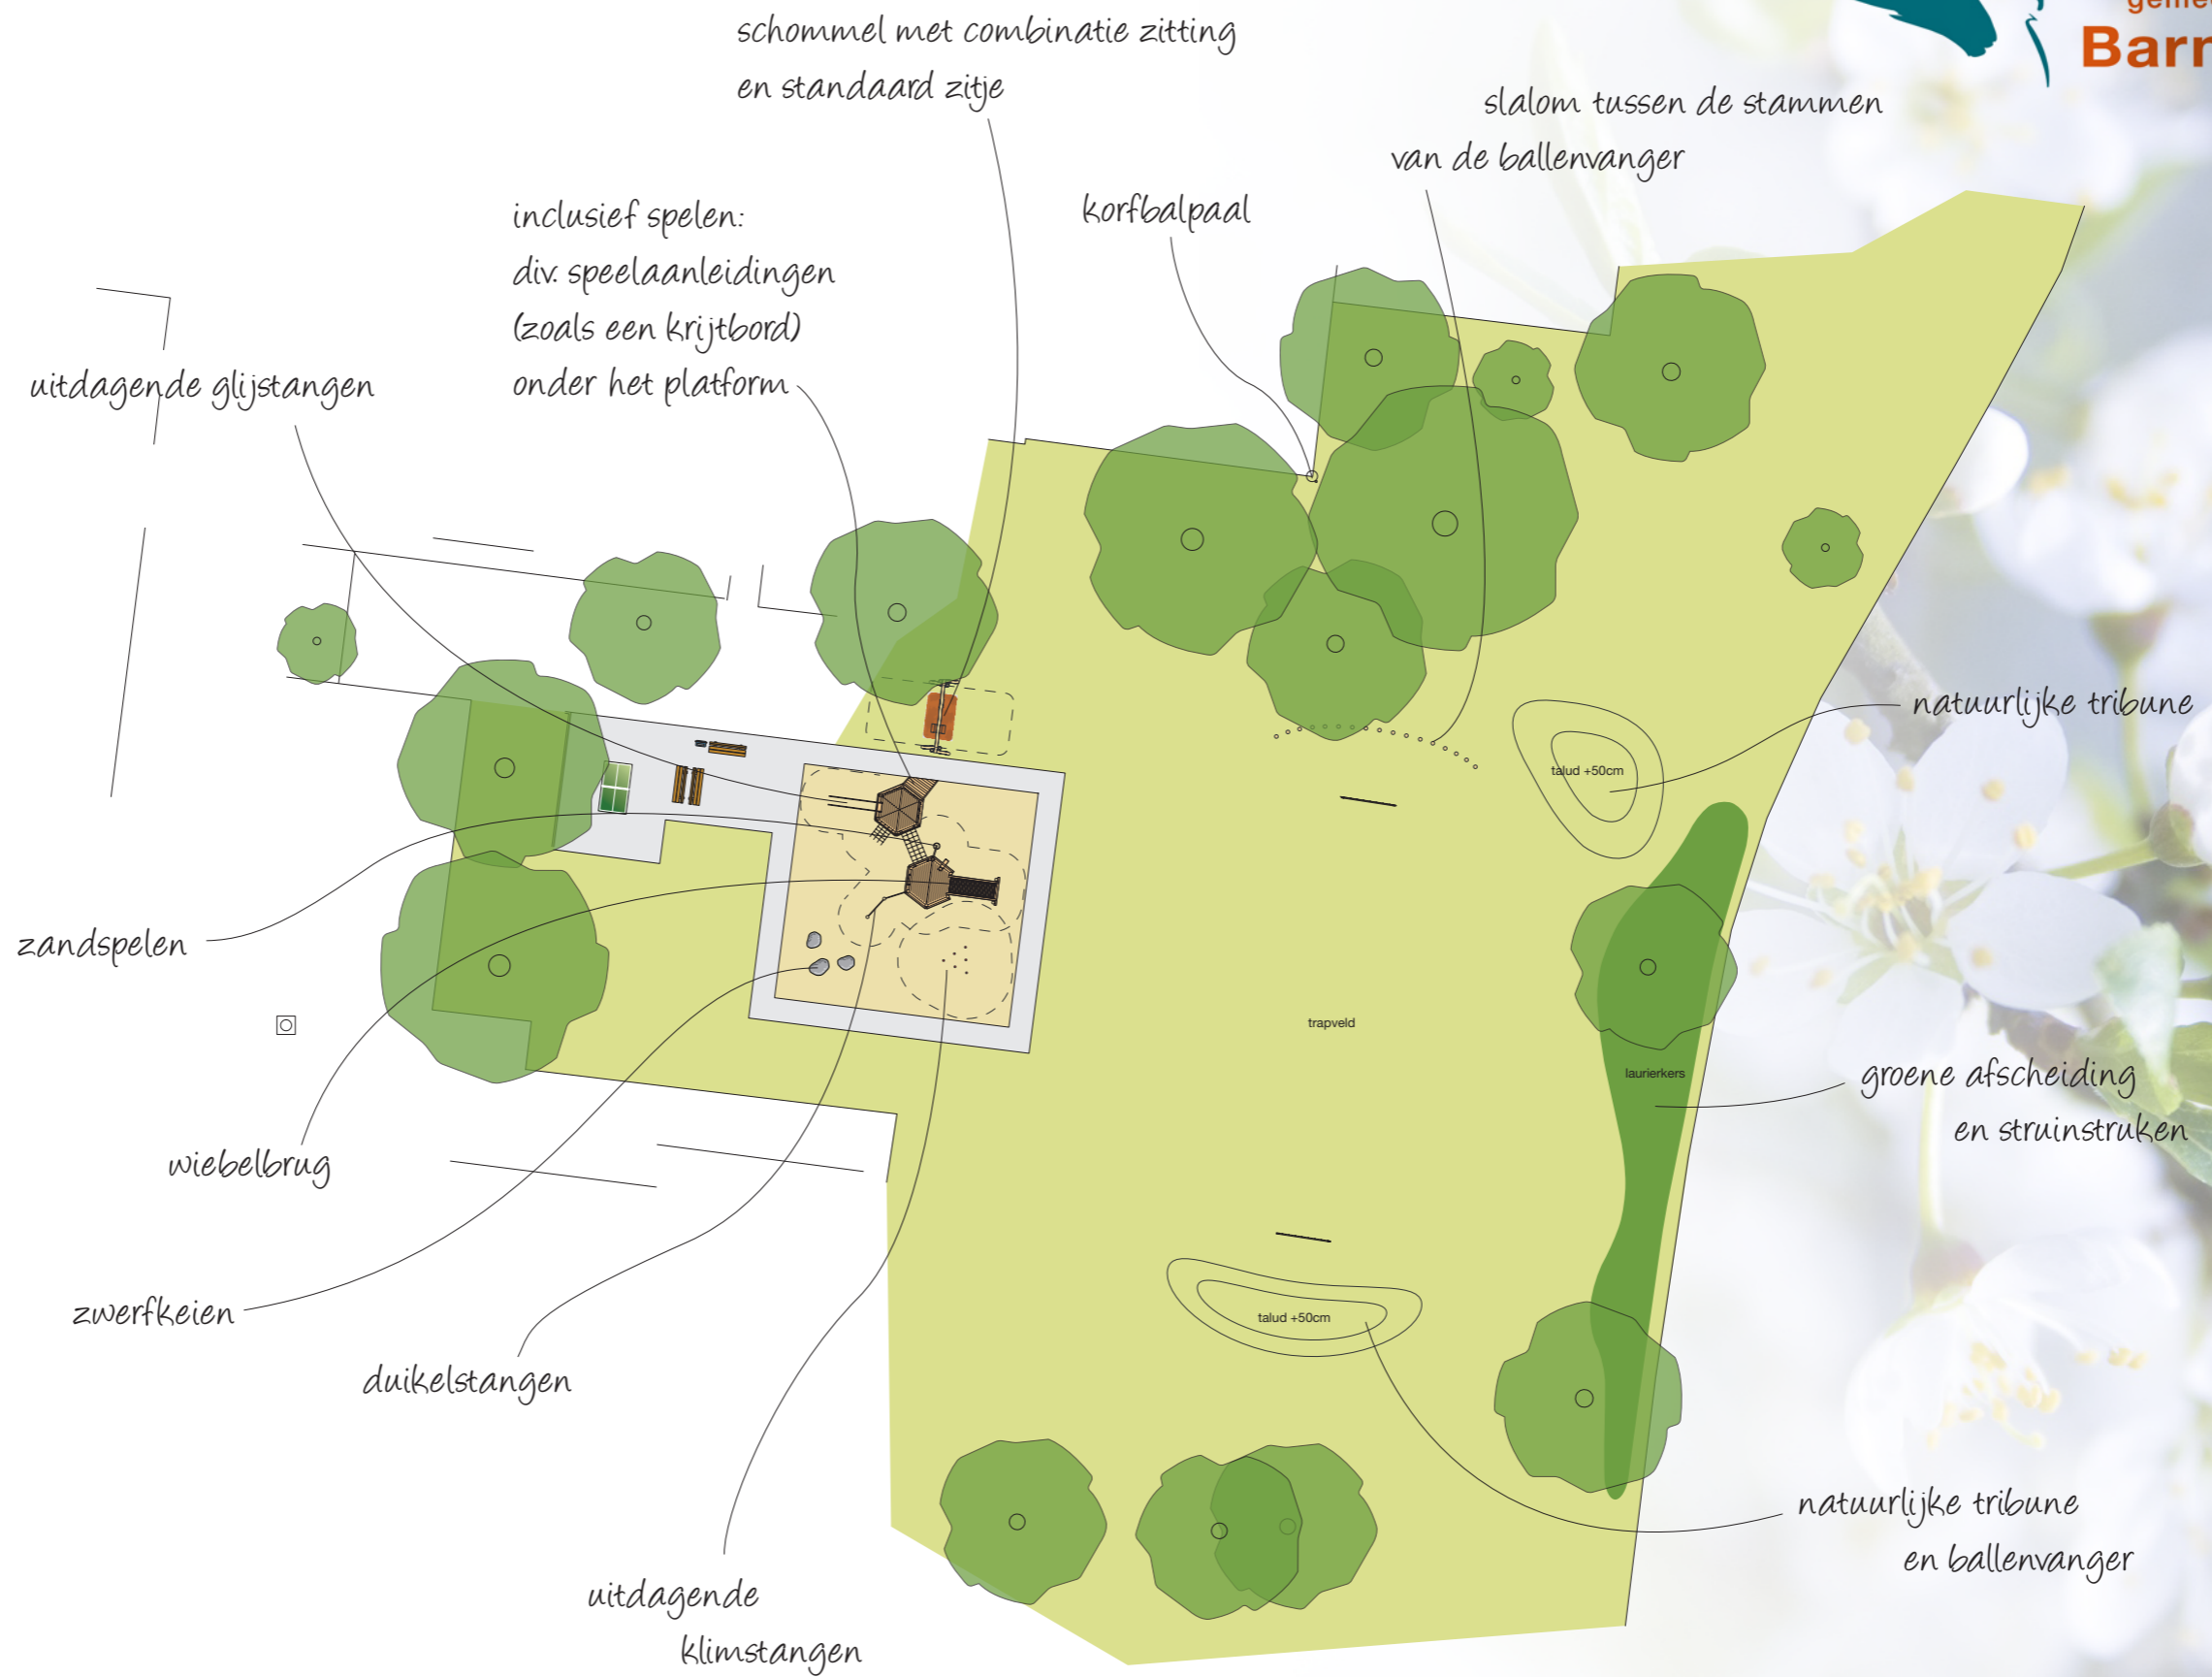 schommel met combinatie zitting
en standaard zitje
slalom tussen de stammen
van de ballenvanger
korfbalpaal
inclusief spelen:
div. speelaanleidingen
(zoals een krijtbord)
onder het platform
uitdagende glijstangen
natuurlijke tribune
talud +50cm
zandspelen
trapveld
laurierkers
groene afscheiding
en struinstruken
wiebelbrug
zwerfkeien
talud +50cm
duikelstangen
natuurlijke tribune
en ballenvanger
uitdagende
klimstangen